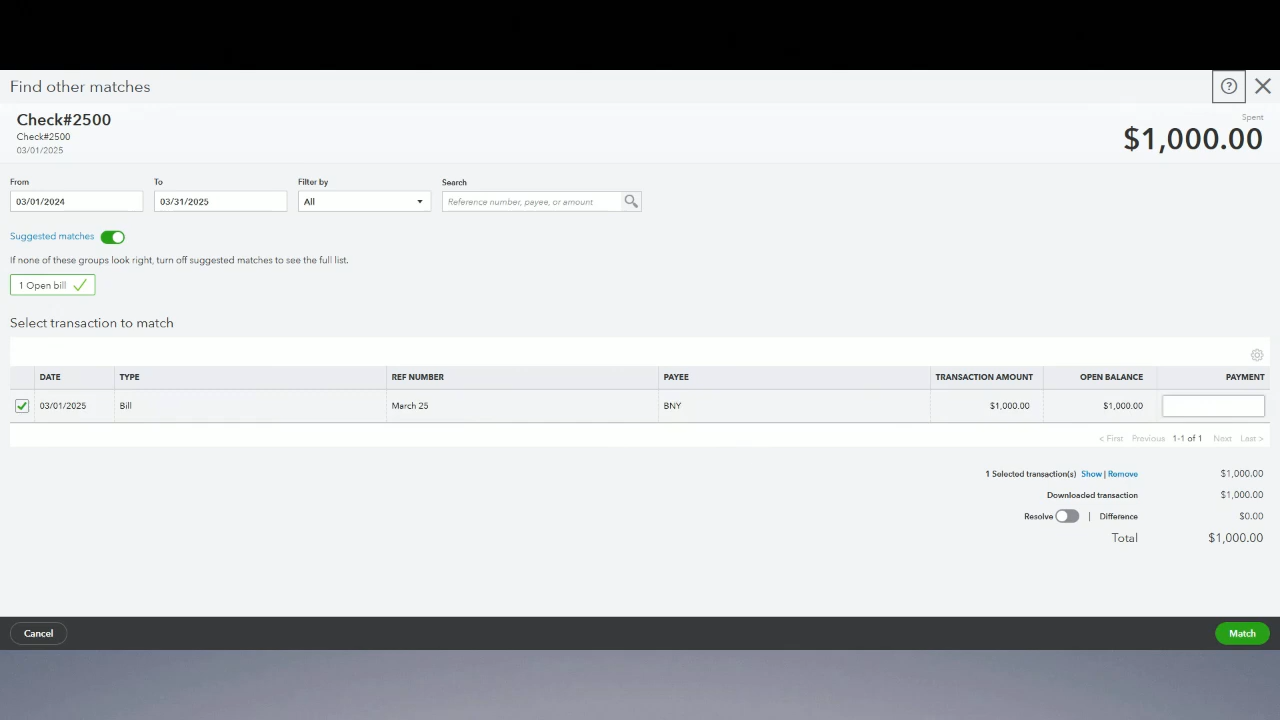 Find other matches
?
Check#2500
Check#2500
03/01/2025
Spent
$1,000.00
From To Filter by Search
03/01/2024 03/31/2025 All Reference number, payee, or amount
Suggested matches
If none of these groups look right, turn off suggested matches to see the full list.
1 Open bill
Select transaction to match
DATE TYPE REF NUMBER PAYEE TRANSACTION AMOUNT OPEN BALANCE PAYMENT
03/01/2025 Bill March 25 BNY $1,000.00 $1,000.00
< First Previous 1-1 of 1 Next Last >
1 Selected transaction(s) Show | Remove $1,000.00
Downloaded transaction $1,000.00
Resolve | Difference $0.00
Total $1,000.00
Cancel Match